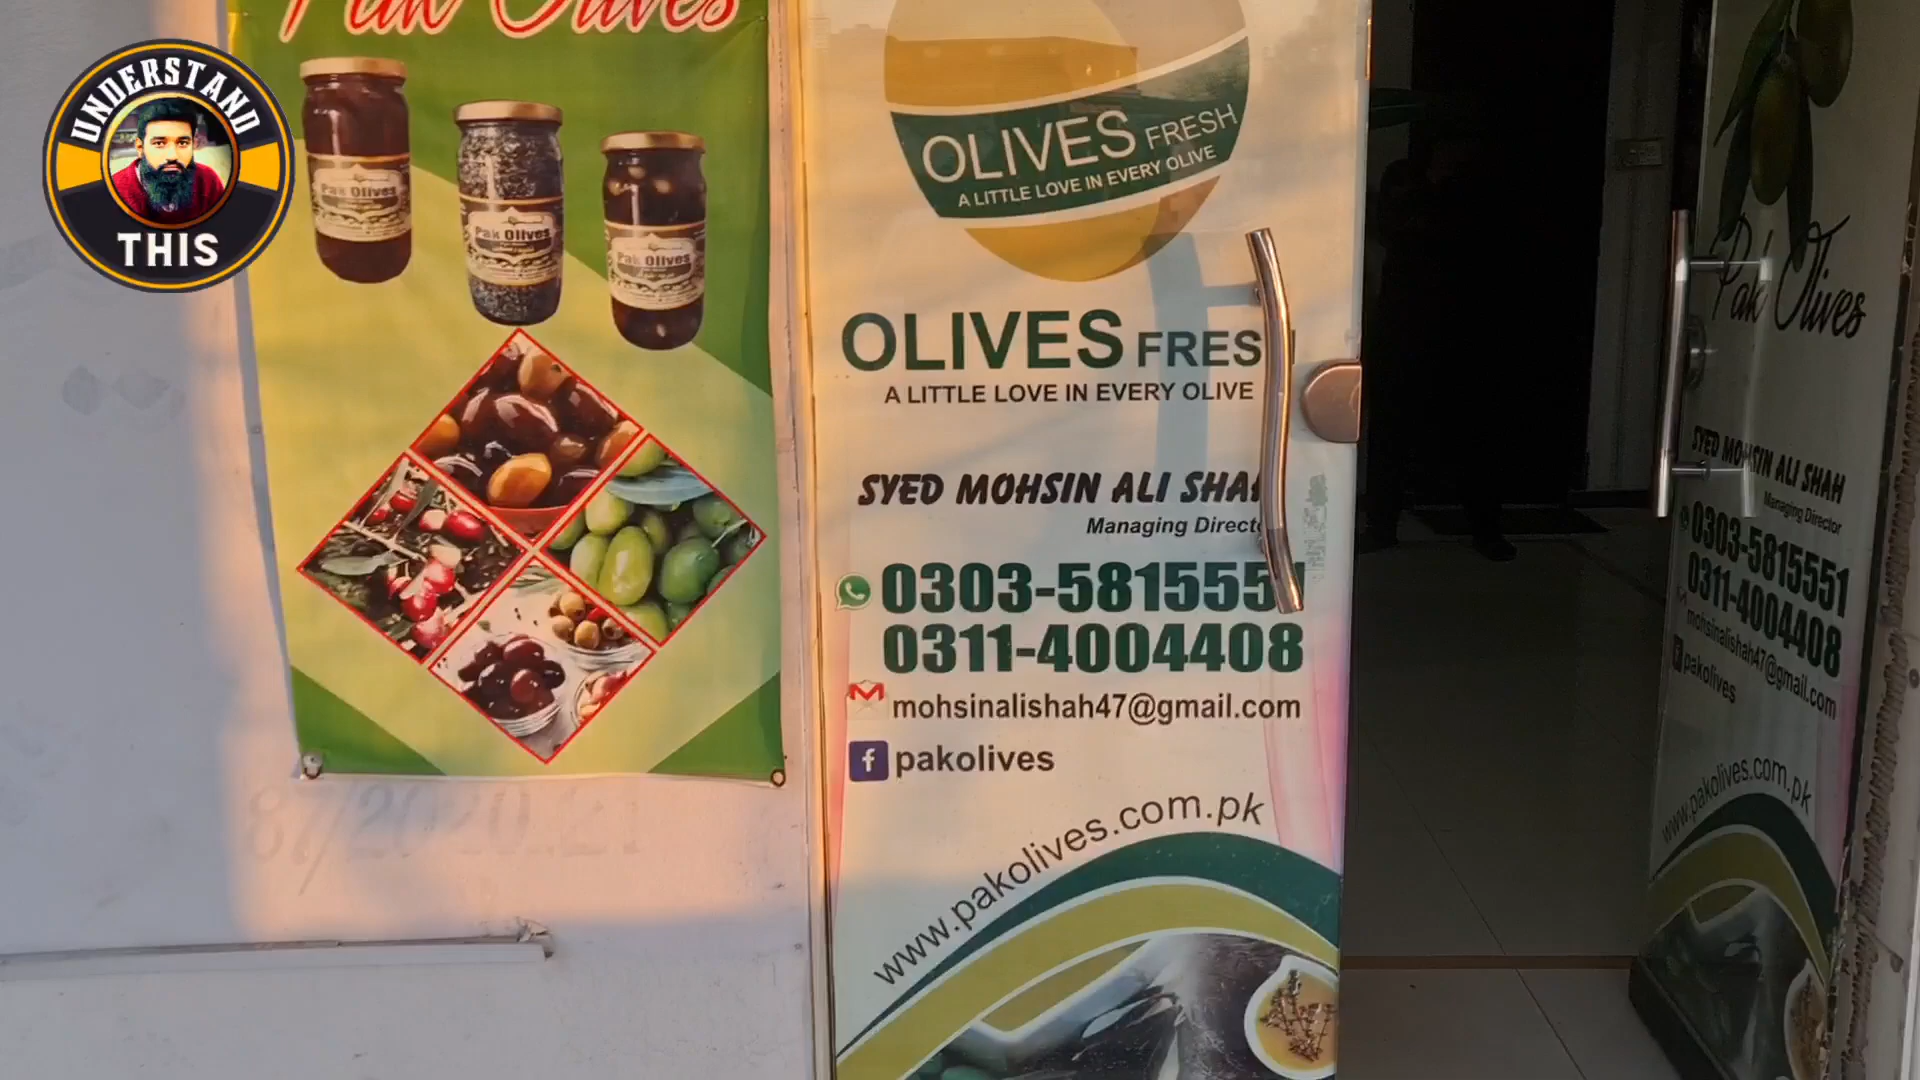 UNDERSTAND
THIS
Pak Olives
Pak Olives
Pak Olives
Pak Olives
OLIVES FRESH
A LITTLE LOVE IN EVERY OLIVE
OLIVES FRES
A LITTLE LOVE IN EVERY OLIVE
SYED MOHSIN ALI SHA
Managing Direct
0303-5815551
0311-4004408
mohsinalishah47@gmail.com
pakolives
www.pakolives.com.pk
Pak Olives
SYED MOHSIN ALI SHAH
Managing Director
0303-5815551
0311-4004408
mohsinalishah47@gmail.com
pakolives
www.pakolives.com.pk